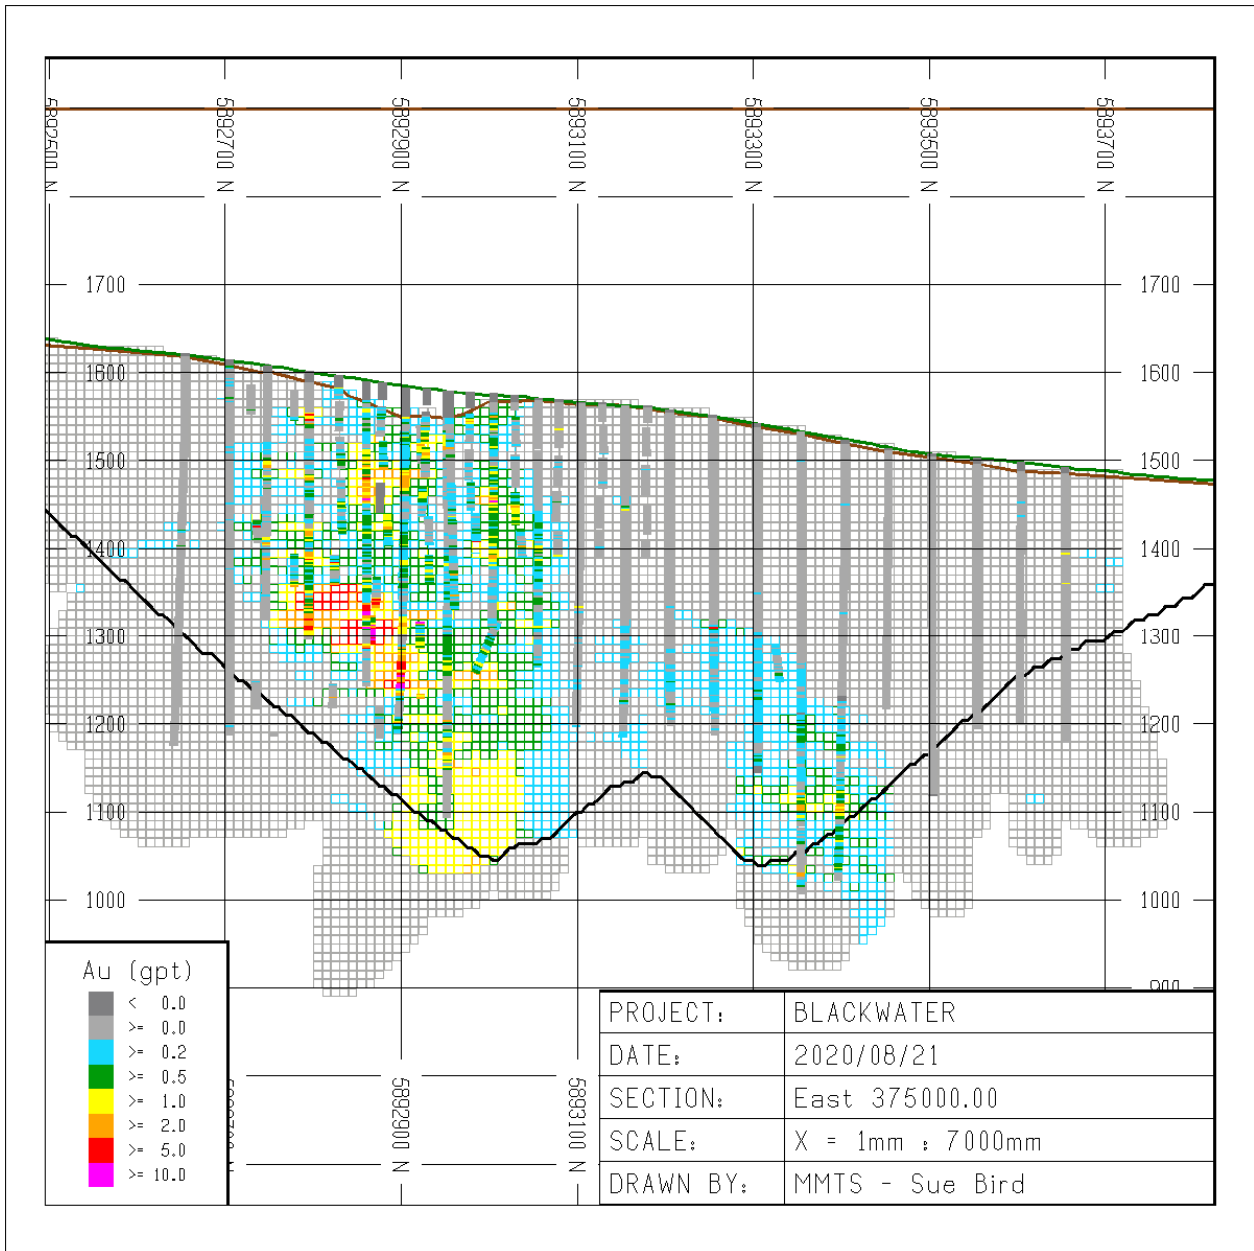 5892500 N
5892700 N
5892900 N
5893100 N
5893300 N
5893500 N
5893700 N
1700 1700
1600 1600
1500 1500
1400 1400
1300 1300
1200 1200
1100 1100
1000 1000
900
Au (gpt)
< 0.0
>= 0.0
>= 0.2
>= 0.5
>= 1.0
>= 2.0
>= 5.0
>= 10.0
5892900 N
5893100 N
PROJECT: BLACKWATER
DATE: 2020/08/21
SECTION: East 375000.00
SCALE: X = 1mm : 7000mm
DRAWN BY: MMTS - Sue Bird